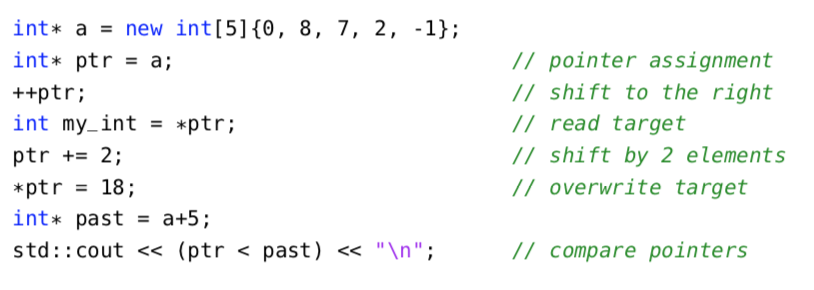 int* a = new int[5]{0, 8, 7, 2, -1};
int* ptr = a; // pointer assignment
++ptr; // shift to the right
int my_int = *ptr; // read target
ptr += 2; // shift by 2 elements
*ptr = 18; // overwrite target
int* past = a+5;
std::cout << (ptr < past) << "\n"; // compare pointers